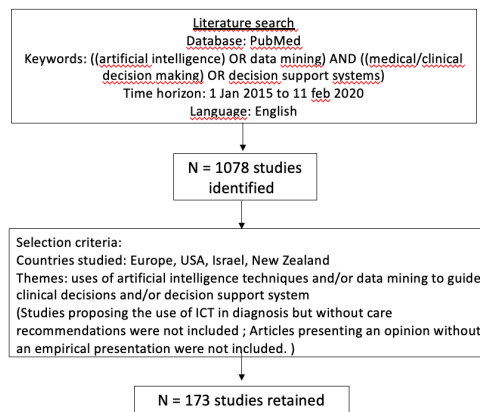 Literature search
Database: PubMed
Keywords: ((artificial intelligence) OR data mining) AND ((medical/clinical
decision making) OR decision support systems)
Time horizon: 1 Jan 2015 to 11 feb 2020
Language: English
N = 1078 studies
identified
Selection criteria:
Countries studied: Europe, USA, Israel, New Zealand
Themes: uses of artificial intelligence techniques and/or data mining to guide
clinical decisions and/or decision support system
(Studies proposing the use of ICT in diagnosis but without care
recommendations were not included ; Articles presenting an opinion without
an empirical presentation were not included. )
N = 173 studies retained